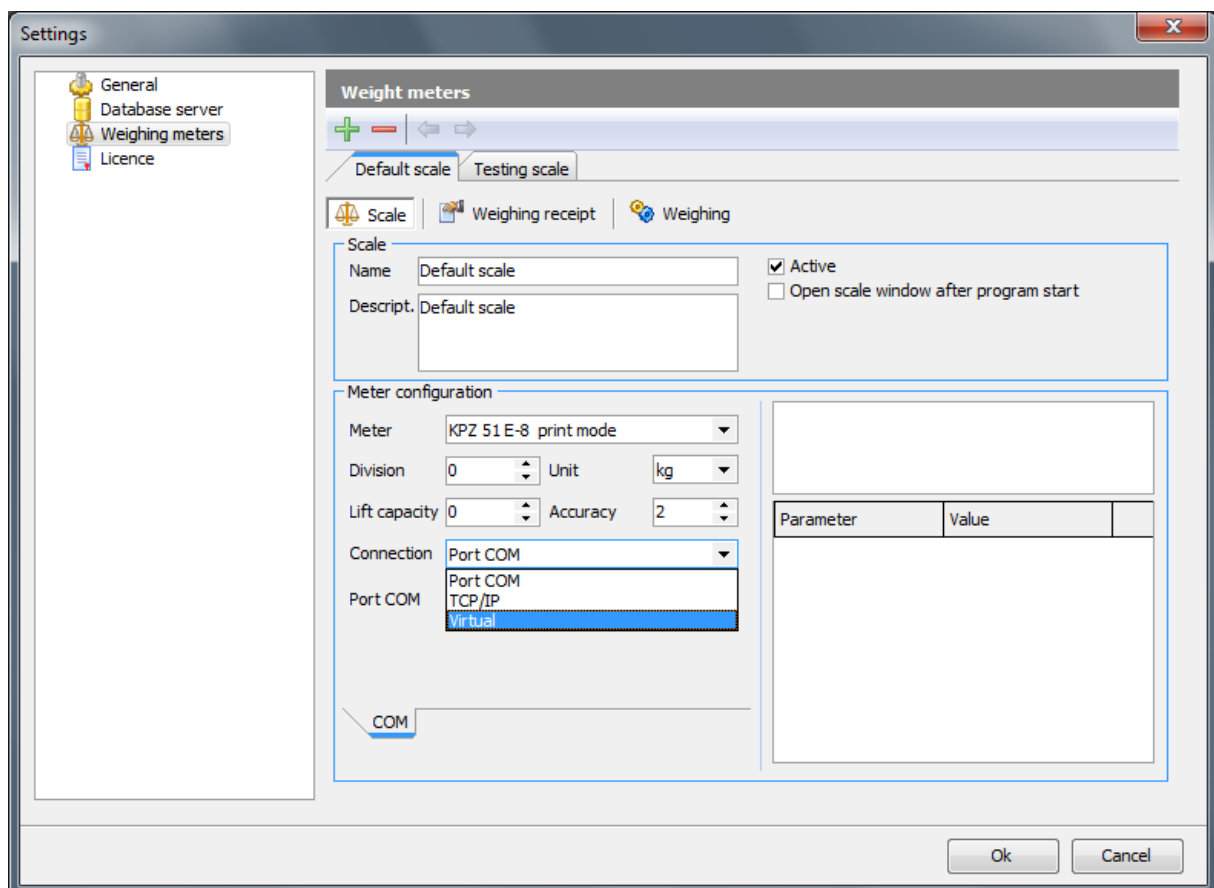 Settings
General
Database server
Weighing meters
Licence
Weight meters
Default scale Testing scale
Scale Weighing receipt Weighing
Scale
Name Default scale
Active
Open scale window after program start
Descript. Default scale
Meter configuration
Meter KPZ 51 E-8 print mode
Division 0 Unit kg
Lift capacity 0 Accuracy 2
Connection Port COM
Port COM
TCP/IP
Virtual
Port COM
COM
Parameter Value
Ok Cancel